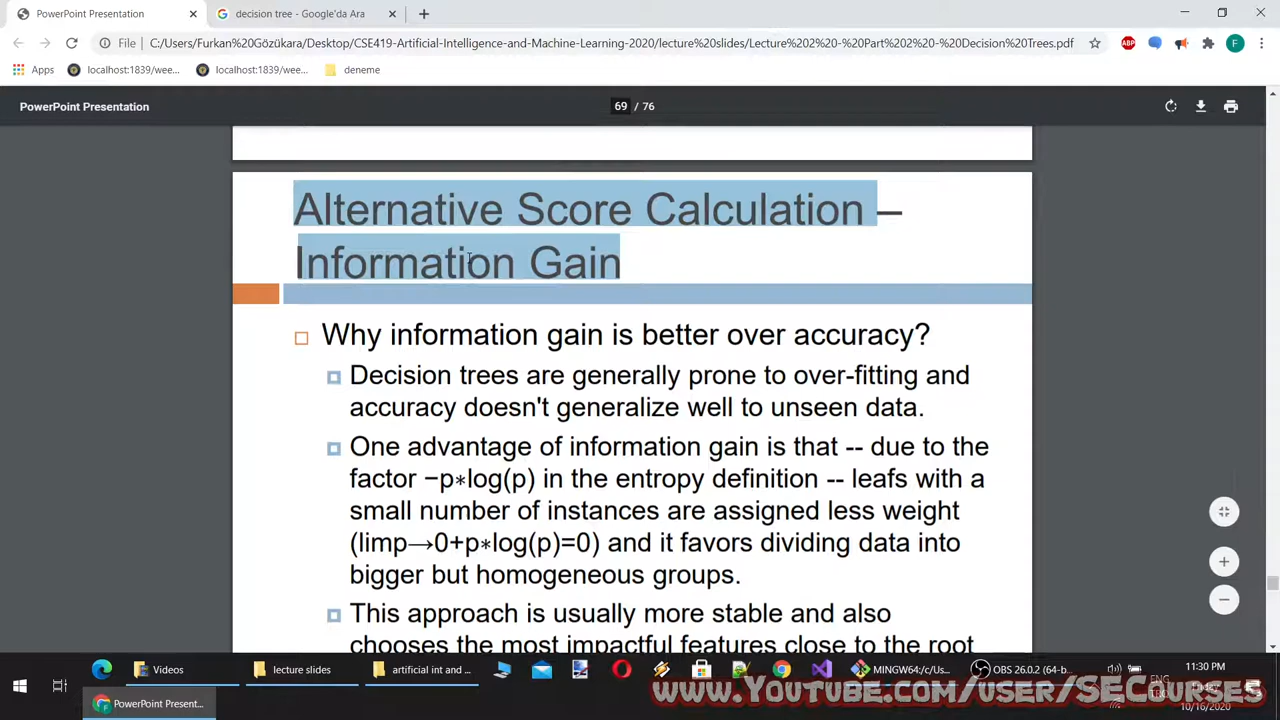 PowerPoint Presentation
decision tree - Google'da Ara
File
C:/Users/Furkan%20Gözükara/Desktop/CSE419-Artificial-Intelligence-and-Machine-Learning-2020/lecture%20slides/Lecture%202%20-%20Part%202%20-%20Decision%20Trees.pdf
ABP
F
Apps
localhost:1839/wee...
localhost:1839/wee...
deneme
PowerPoint Presentation
69 / 76
Alternative Score Calculation –
Information Gain
Why information gain is better over accuracy?
Decision trees are generally prone to over-fitting and
accuracy doesn't generalize well to unseen data.
One advantage of information gain is that -- due to the
factor −p∗log(p) in the entropy definition -- leafs with a
small number of instances are assigned less weight
(limp→0+p∗log(p)=0) and it favors dividing data into
bigger but homogeneous groups.
This approach is usually more stable and also
chooses the most impactful features close to the root
Videos
lecture slides
artificial int and ...
MINGW64:/c/Us...
OBS 26.0.2 (64-b...
11:30 PM
ENG
Friday
10/16/2020
PowerPoint Present...
www.Youtube.com/user/SECourses